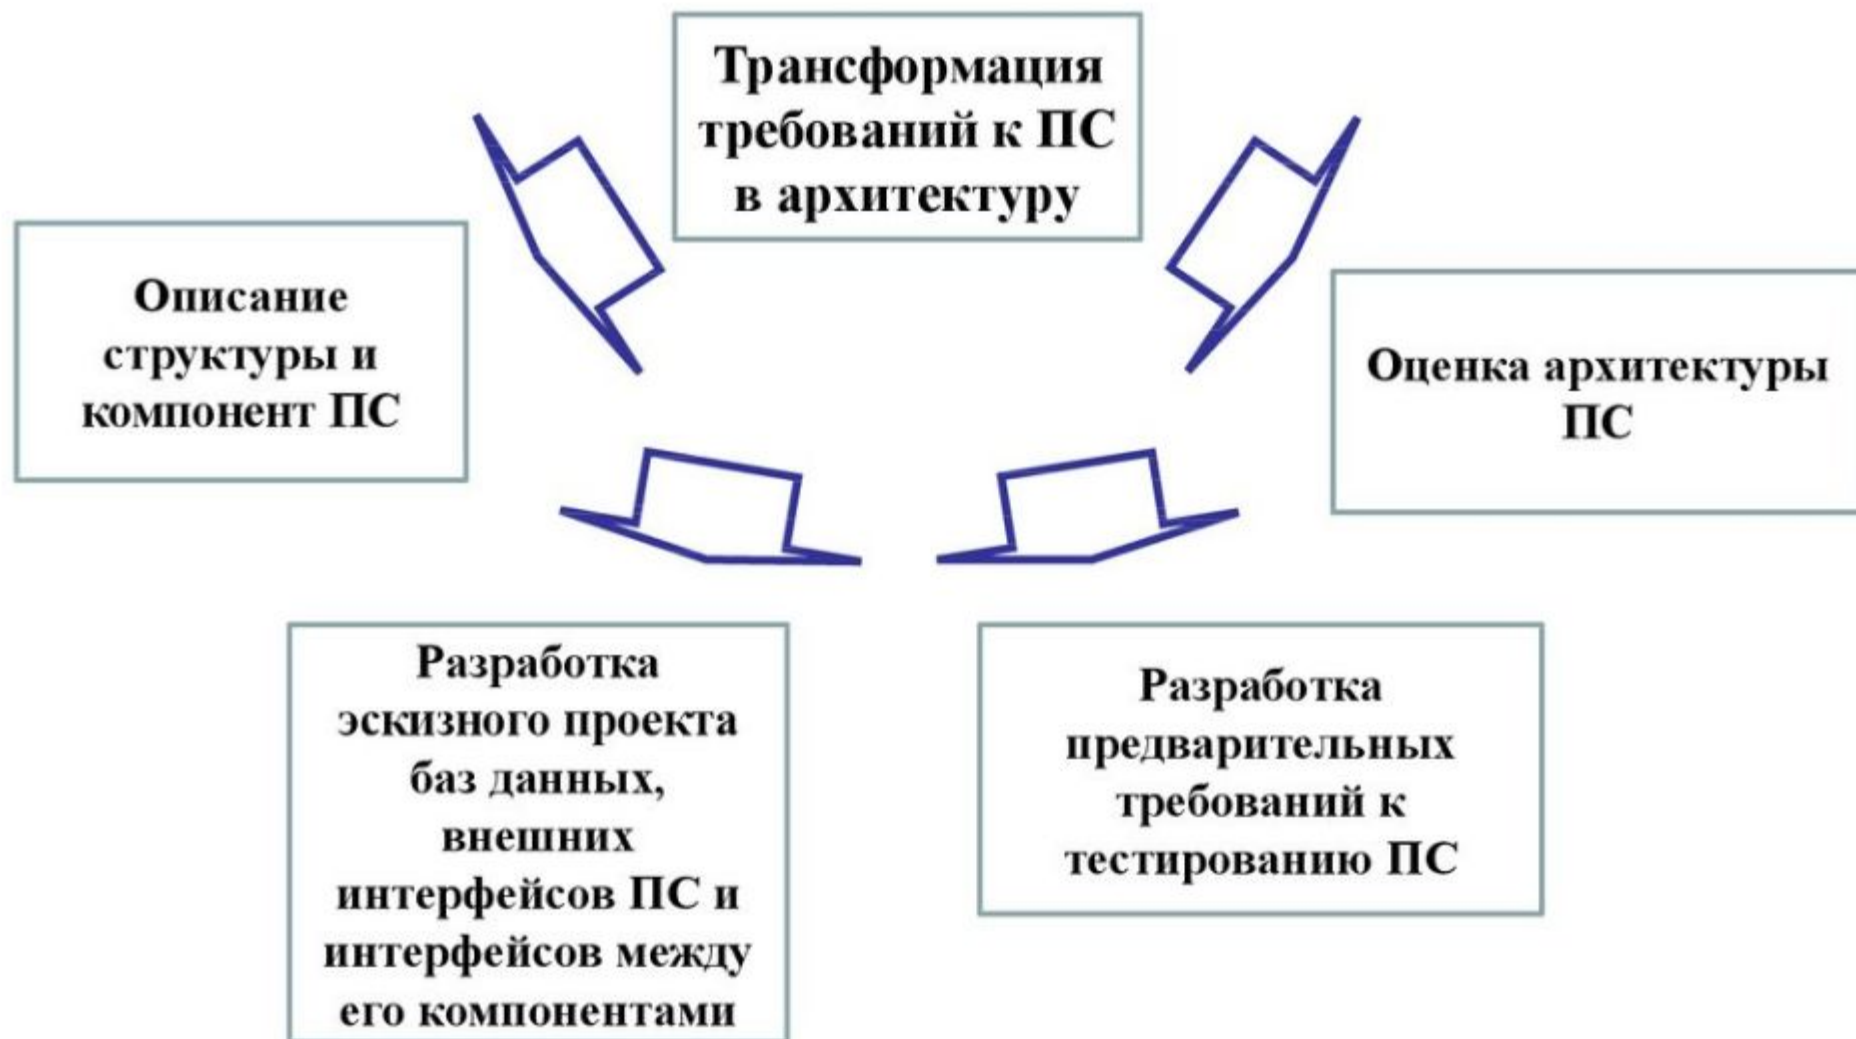 Трансформация
требований к ПС
в архитектуру
Описание
структуры и
компонент ПС
Оценка архитектуры
ПС
Разработка
эскизного проекта
баз данных,
внешних
интерфейсов ПС и
интерфейсов между
его компонентами
Разработка
предварительных
требований к
тестированию ПС